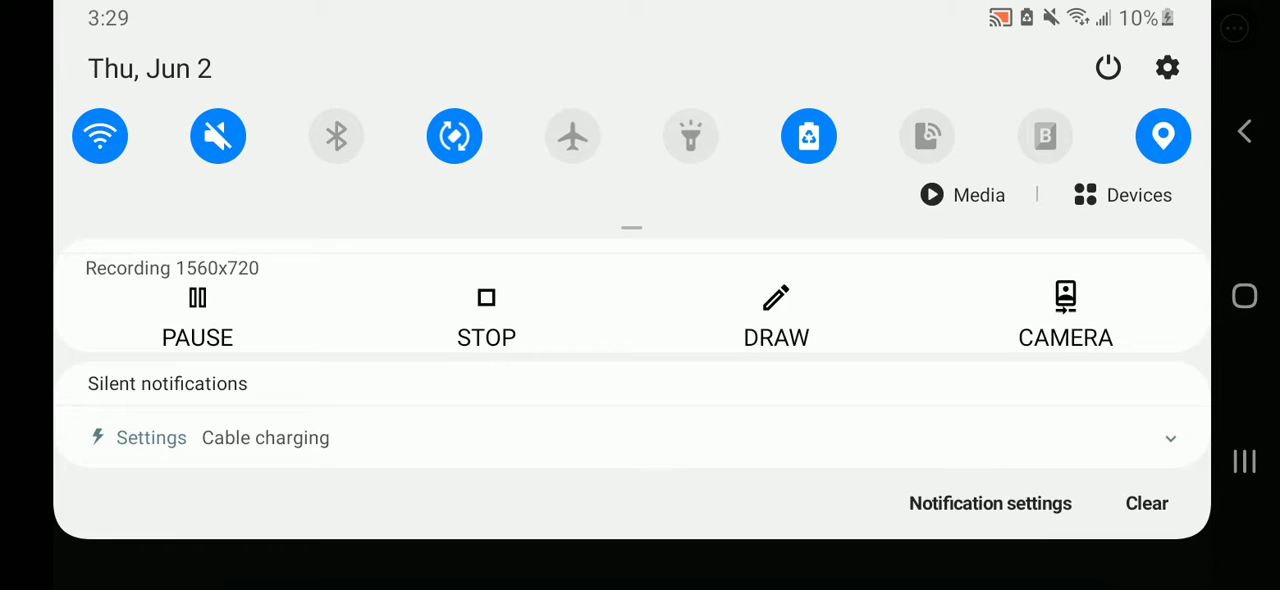 3:29 10%
Thu, Jun 2
B
Media | Devices
Recording 1560x720
PAUSE STOP DRAW CAMERA
Silent notifications
Settings Cable charging
Notification settings Clear